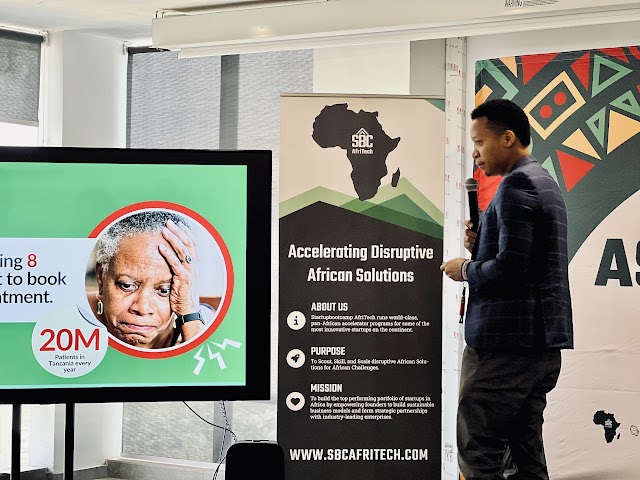 WARNING
ing 8
t to book
ntment.
20M
Patients in
Tanzania every
year
SBC
AfriTech
Accelerating Disruptive
African Solutions
ABOUT US
Startupbootcamp AfriTech runs world-class,
pan-African accelerator programs for some of the
most innovative startups on the continent.
PURPOSE
To Scout, Skill, and Scale disruptive African Solu-
tions for African Challenges.
MISSION
To build the top performing portfolio of startups in
Africa by empowering founders to build sustainable
business models and form strategic partnerships
with industry-leading enterprises.
WWW.SBCAFRITECH.COM
AS